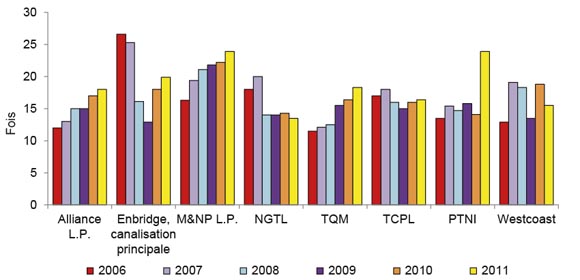 30
25
20
15
10
5
0
Fois
Alliance L.P.
Enbridge, canalisation principale
M&NP L.P.
NGTL
TQM
TCPL
PTNI
Westcoast
2006 2007 2008 2009 2010 2011